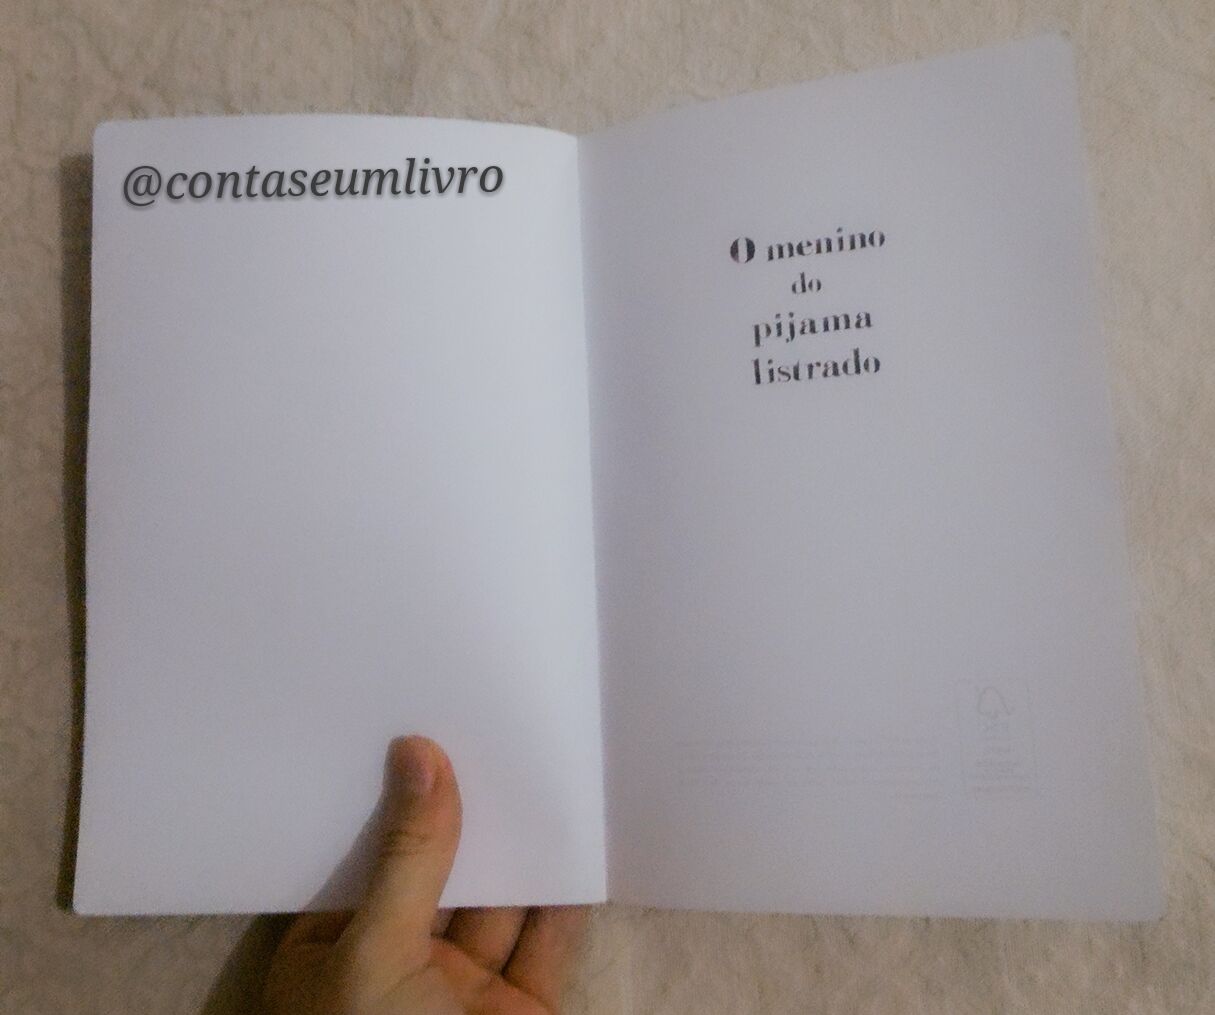 @contaseumlivro
O menino
do
pijama
listrado